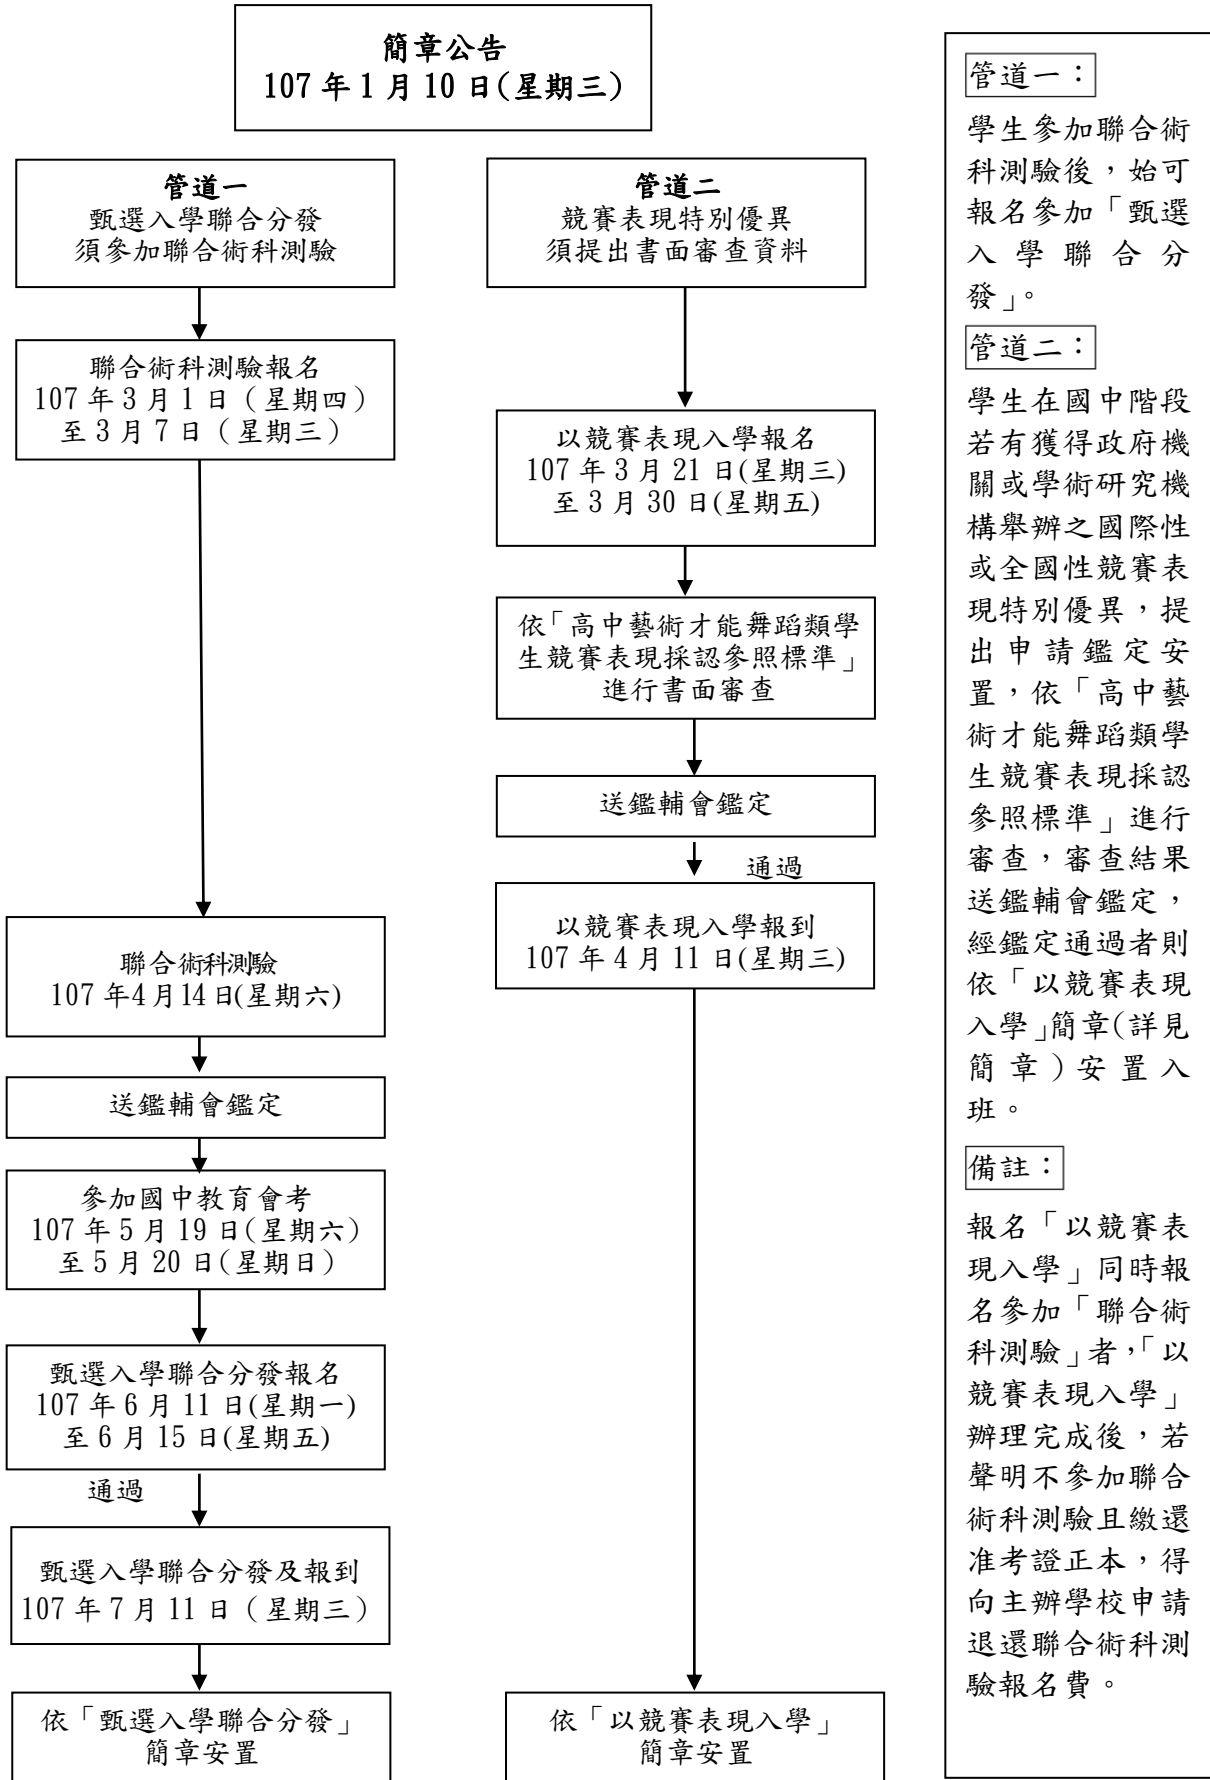 簡章公告
107 年 1 月 10 日(星期三)
管道一
甄選入學聯合分發
須參加聯合術科測驗
聯合術科測驗報名
107 年 3 月 1 日（星期四）
至 3 月 7 日（星期三）
聯合術科測驗
107 年4月14日(星期六)
送鑑輔會鑑定
參加國中教育會考
107 年 5 月 19 日(星期六)
至 5 月 20 日(星期日)
甄選入學聯合分發報名
107 年 6 月 11 日(星期一)
至 6 月 15 日(星期五)
通過
甄選入學聯合分發及報到
107 年 7 月 11 日（星期三）
依「甄選入學聯合分發」
簡章安置
管道二
競賽表現特別優異
須提出書面審查資料
以競賽表現入學報名
107 年 3 月 21 日(星期三)
至 3 月 30 日(星期五)
依「高中藝術才能舞蹈類學
生競賽表現採認參照標準」
進行書面審查
送鑑輔會鑑定
通過
以競賽表現入學報到
107 年 4 月 11 日(星期三)
依「以競賽表現入學」
簡章安置
管道一：
學生參加聯合術
科測驗後，始可
報名參加「甄選
入學聯合分
發」。
管道二：
學生在國中階段
若有獲得政府機
關或學術研究機
構舉辦之國際性
或全國性競賽表
現特別優異，提
出申請鑑定安
置，依「高中藝
術才能舞蹈類學
生競賽表現採認
參照標準」進行
審查，審查結果
送鑑輔會鑑定，
經鑑定通過者則
依「以競賽表現
入學」簡章(詳見
簡章)安置入
班。
備註：
報名「以競賽表
現入學」同時報
名參加「聯合術
科測驗」者，「以
競賽表現入學」
辦理完成後，若
聲明不參加聯合
術科測驗且繳還
准考證正本，得
向主辦學校申請
退還聯合術科測
驗報名費。